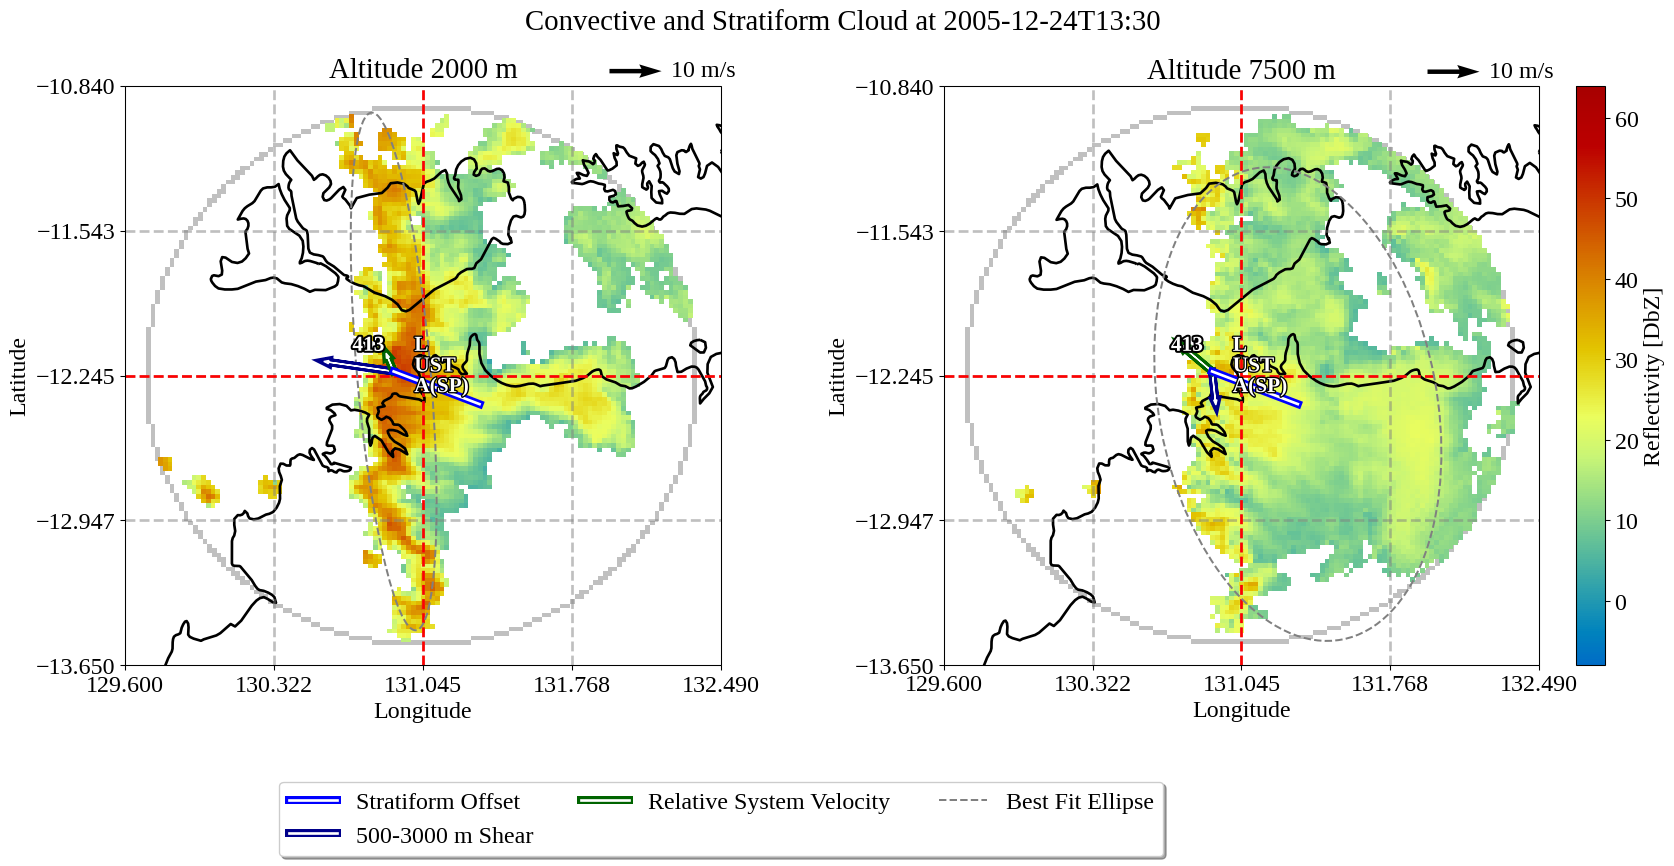 Convective and Stratiform Cloud at 2005-12-24T13:30
Altitude 2000 m
10 m/s
−10.840
−11.543
−12.245
−12.947
−13.650
129.600
130.322
131.045
131.768
132.490
Latitude
Longitude
413
L
UST
A(SP)
Altitude 7500 m
10 m/s
−10.840
−11.543
−12.245
−12.947
−13.650
129.600
130.322
131.045
131.768
132.490
Latitude
Longitude
413
L
UST
A(SP)
60
50
40
30
20
10
0
Reflectivity [DbZ]
Stratiform Offset
500-3000 m Shear
Relative System Velocity
Best Fit Ellipse